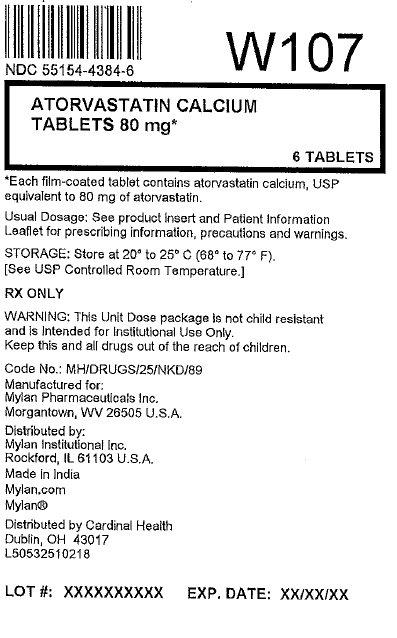 W107
NDC 55154-4384-6
ATORVASTATIN CALCIUM
TABLETS 80 mg*
6 TABLETS
*Each film-coated tablet contains atorvastatin calcium, USP
equivalent to 80 mg of atorvastatin.
Usual Dosage: See product insert and Patient Information
Leaflet for prescribing information, precautions and warnings.
STORAGE: Store at 20° to 25° C (68° to 77° F).
[See USP Controlled Room Temperature.]
RX ONLY
WARNING: This Unit Dose package is not child resistant
and is Intended for Institutional Use Only.
Keep this and all drugs out of the reach of children.
Code No.: MH/DRUGS/25/NKD/89
Manufactured for:
Mylan Pharmaceuticals Inc.
Morgantown, WV 26505 U.S.A.
Distributed by:
Mylan Institutional Inc.
Rockford, IL 61103 U.S.A.
Made in India
Mylan.com
Mylan®
Distributed by Cardinal Health
Dublin, OH 43017
L50532510218
LOT #: XXXXXXXXXX EXP. DATE: XX/XX/XX